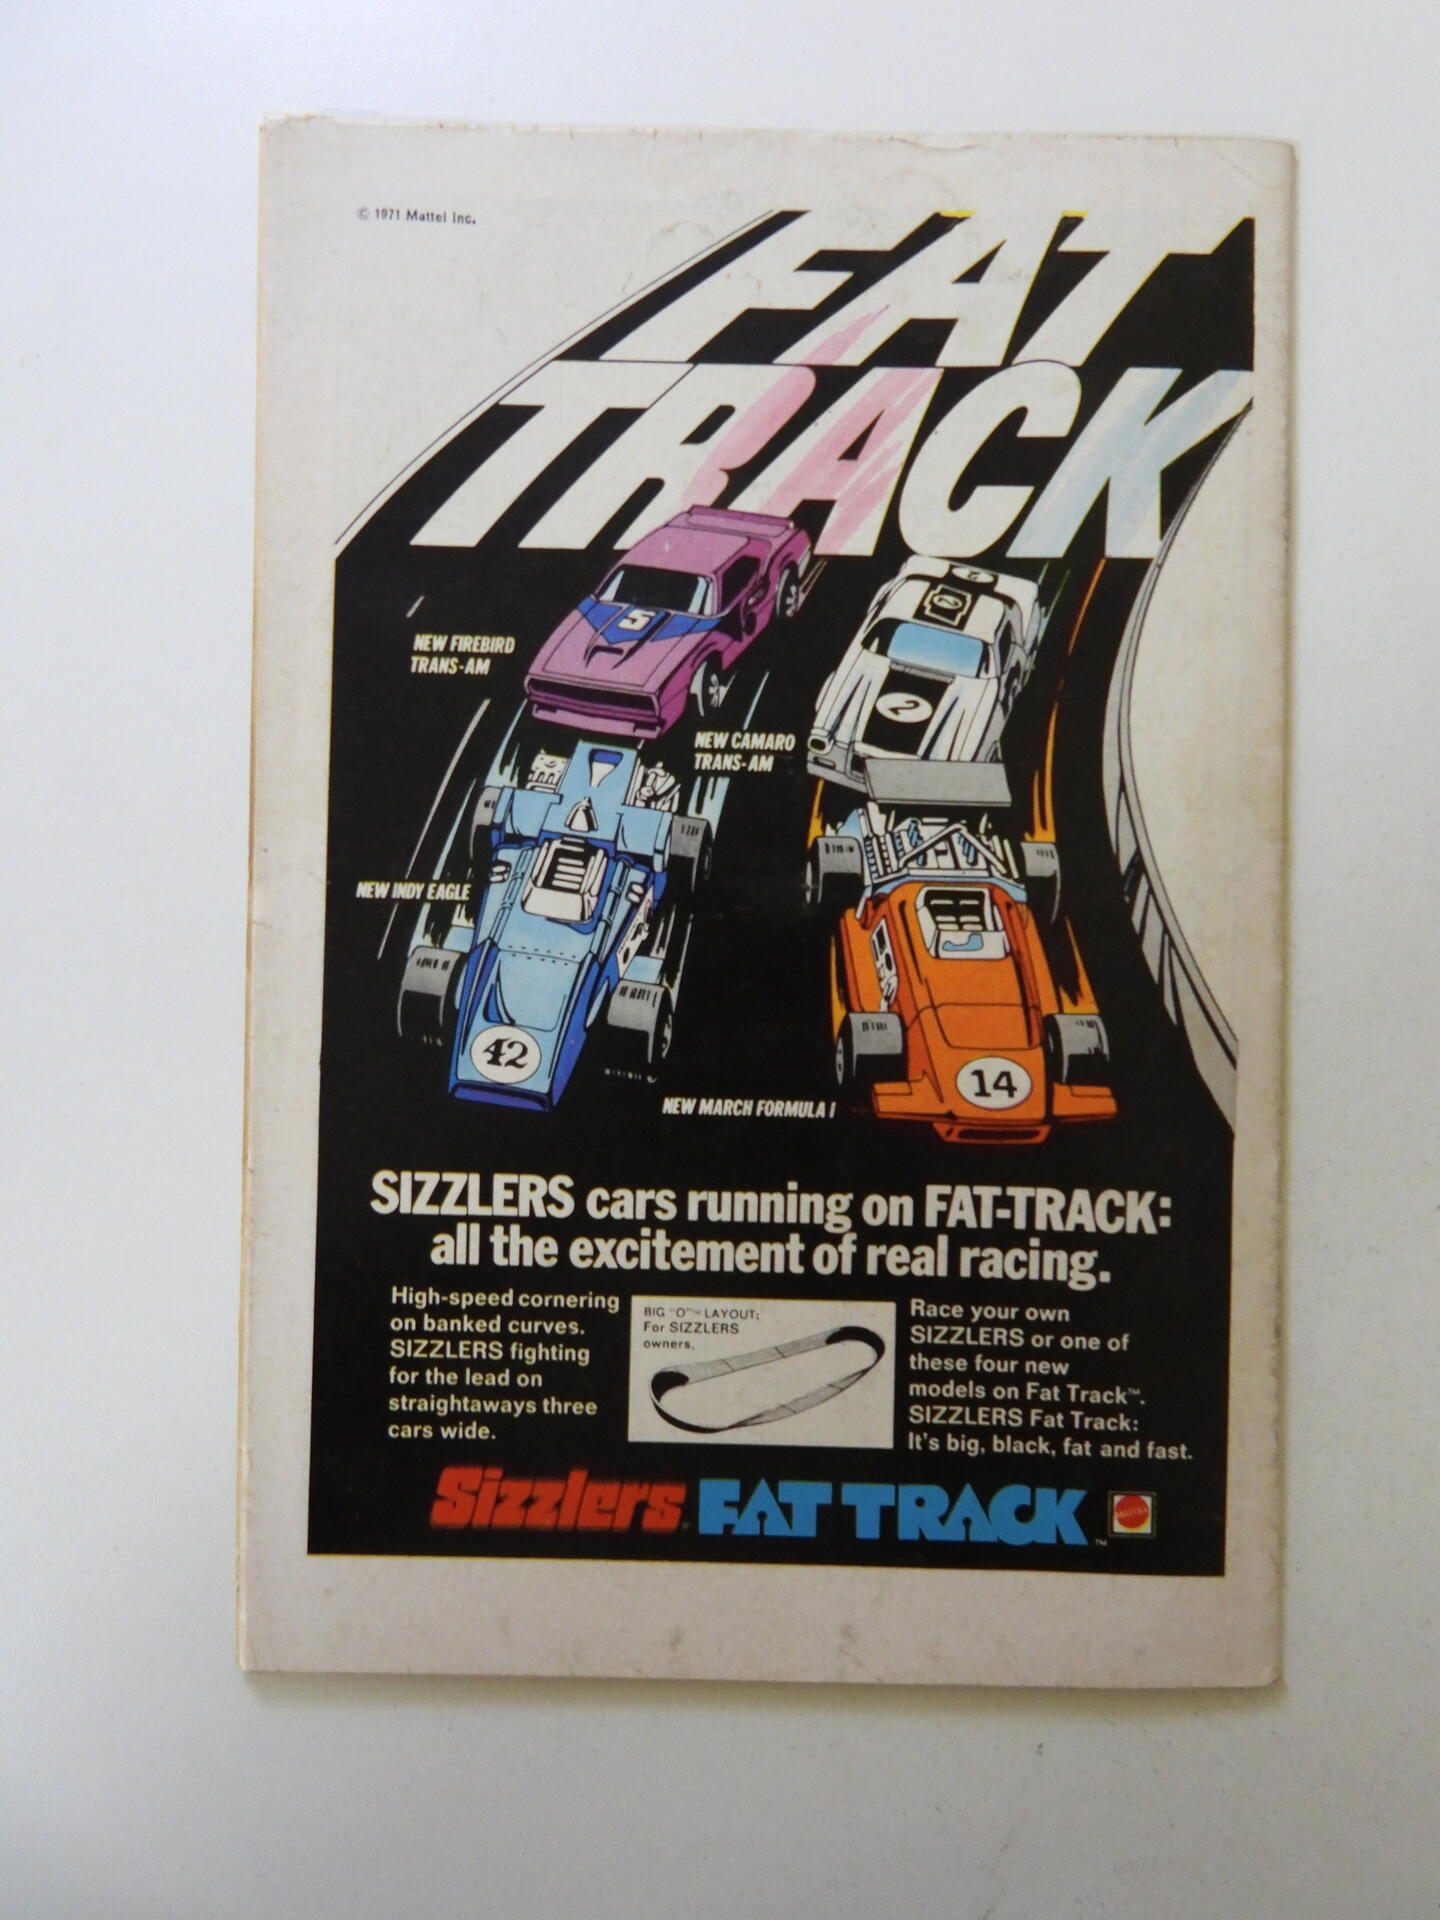 © 1971 Mattel Inc.
FAT
TRACK
5
2
2
2
NEW FIREBIRD
TRANS-AM
NEW CAMARO
TRANS-AM
NEW INDY EAGLE
42
14
NEW MARCH FORMULA I
SIZZLERS cars running on FAT-TRACK:
all the excitement of real racing.
High-speed cornering
on banked curves.
SIZZLERS fighting
for the lead on
straightaways three
cars wide.
BIG "O"™ LAYOUT:
For SIZZLERS
owners.
Race your own
SIZZLERS or one of
these four new
models on Fat Track™.
SIZZLERS Fat Track:
It's big, black, fat and fast.
Sizzlers FAT TRACK™
MATTEL